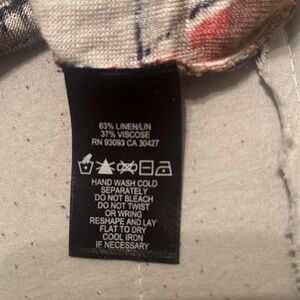 63% LINEN/LIN
37% VISCOSE
RN 93093 CA 30427
HAND WASH COLD
SEPARATELY
DO NOT BLEACH
DO NOT TWIST
OR WRING
RESHAPE AND LAY
FLAT TO DRY
COOL IRON
IF NECESSARY